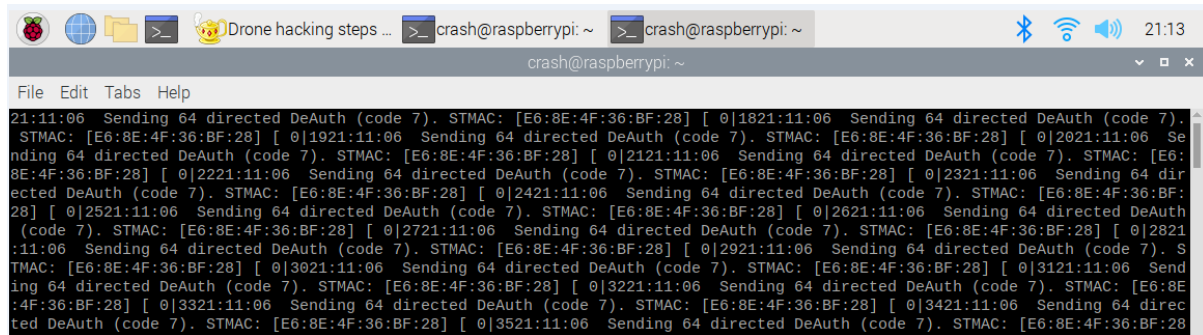 Drone hacking steps ... crash@raspberrypi: ~ crash@raspberrypi: ~ 21:13
crash@raspberrypi: ~
File Edit Tabs Help
21:11:06  Sending 64 directed DeAuth (code 7). STMAC: [E6:8E:4F:36:BF:28] [ 0|1821:11:06  Sending 64 directed DeAuth (code 7).
 STMAC: [E6:8E:4F:36:BF:28] [ 0|1921:11:06  Sending 64 directed DeAuth (code 7). STMAC: [E6:8E:4F:36:BF:28] [ 0|2021:11:06  Se
nding 64 directed DeAuth (code 7). STMAC: [E6:8E:4F:36:BF:28] [ 0|2121:11:06  Sending 64 directed DeAuth (code 7). STMAC: [E6:
8E:4F:36:BF:28] [ 0|2221:11:06  Sending 64 directed DeAuth (code 7). STMAC: [E6:8E:4F:36:BF:28] [ 0|2321:11:06  Sending 64 dir
ected DeAuth (code 7). STMAC: [E6:8E:4F:36:BF:28] [ 0|2421:11:06  Sending 64 directed DeAuth (code 7). STMAC: [E6:8E:4F:36:BF:
28] [ 0|2521:11:06  Sending 64 directed DeAuth (code 7). STMAC: [E6:8E:4F:36:BF:28] [ 0|2621:11:06  Sending 64 directed DeAuth
 (code 7). STMAC: [E6:8E:4F:36:BF:28] [ 0|2721:11:06  Sending 64 directed DeAuth (code 7). STMAC: [E6:8E:4F:36:BF:28] [ 0|2821
:11:06  Sending 64 directed DeAuth (code 7). STMAC: [E6:8E:4F:36:BF:28] [ 0|2921:11:06  Sending 64 directed DeAuth (code 7). S
TMAC: [E6:8E:4F:36:BF:28] [ 0|3021:11:06  Sending 64 directed DeAuth (code 7). STMAC: [E6:8E:4F:36:BF:28] [ 0|3121:11:06  Send
ing 64 directed DeAuth (code 7). STMAC: [E6:8E:4F:36:BF:28] [ 0|3221:11:06  Sending 64 directed DeAuth (code 7). STMAC: [E6:8E
:4F:36:BF:28] [ 0|3321:11:06  Sending 64 directed DeAuth (code 7). STMAC: [E6:8E:4F:36:BF:28] [ 0|3421:11:06  Sending 64 direc
ted DeAuth (code 7). STMAC: [E6:8E:4F:36:BF:28] [ 0|3521:11:06  Sending 64 directed DeAuth (code 7). STMAC: [E6:8E:4F:36:BF:28